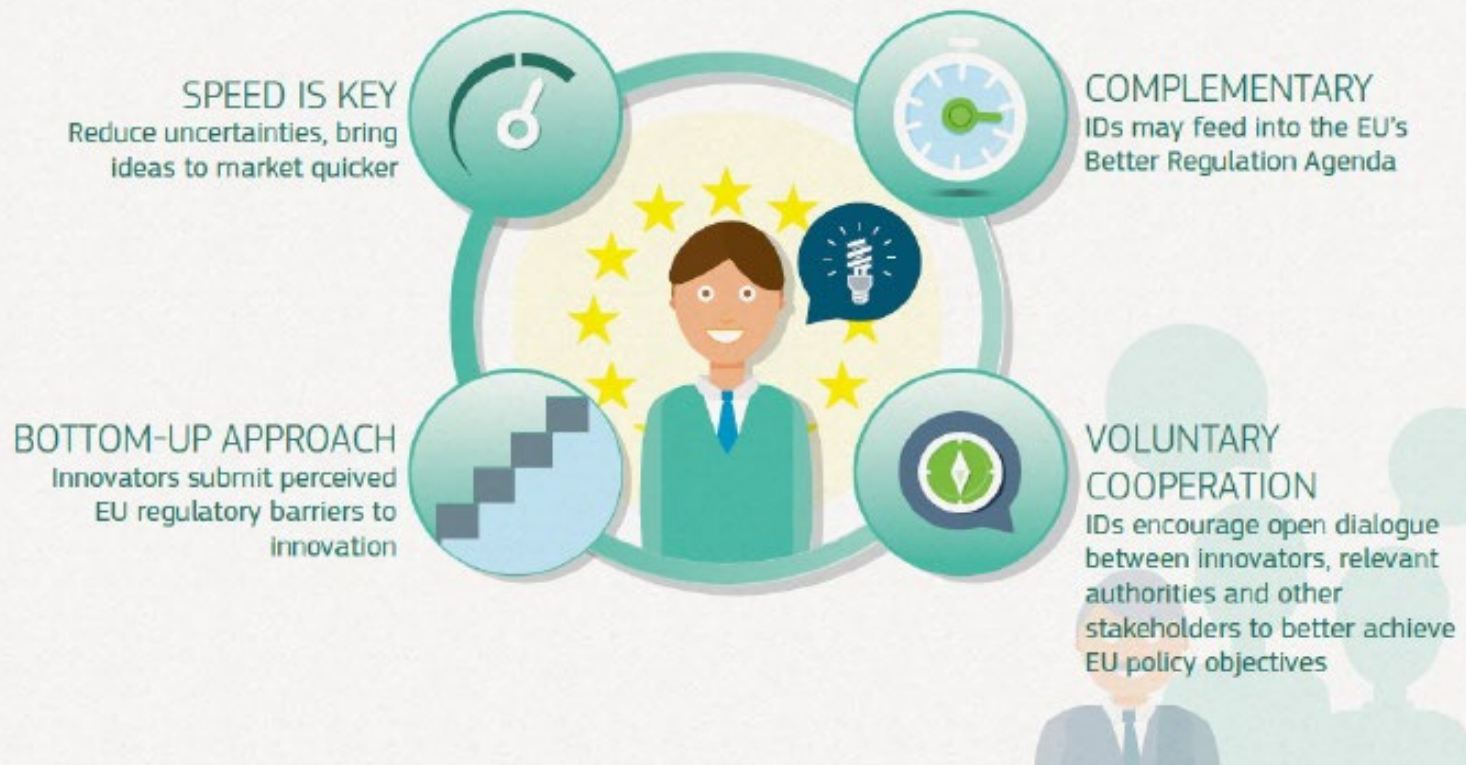 SPEED IS KEY
Reduce uncertainties, bring
ideas to market quicker
COMPLEMENTARY
IDs may feed into the EU's
Better Regulation Agenda
BOTTOM-UP APPROACH
Innovators submit perceived
EU regulatory barriers to
innovation
VOLUNTARY
COOPERATION
IDs encourage open dialogue
between innovators, relevant
authorities and other
stakeholders to better achieve
EU policy objectives